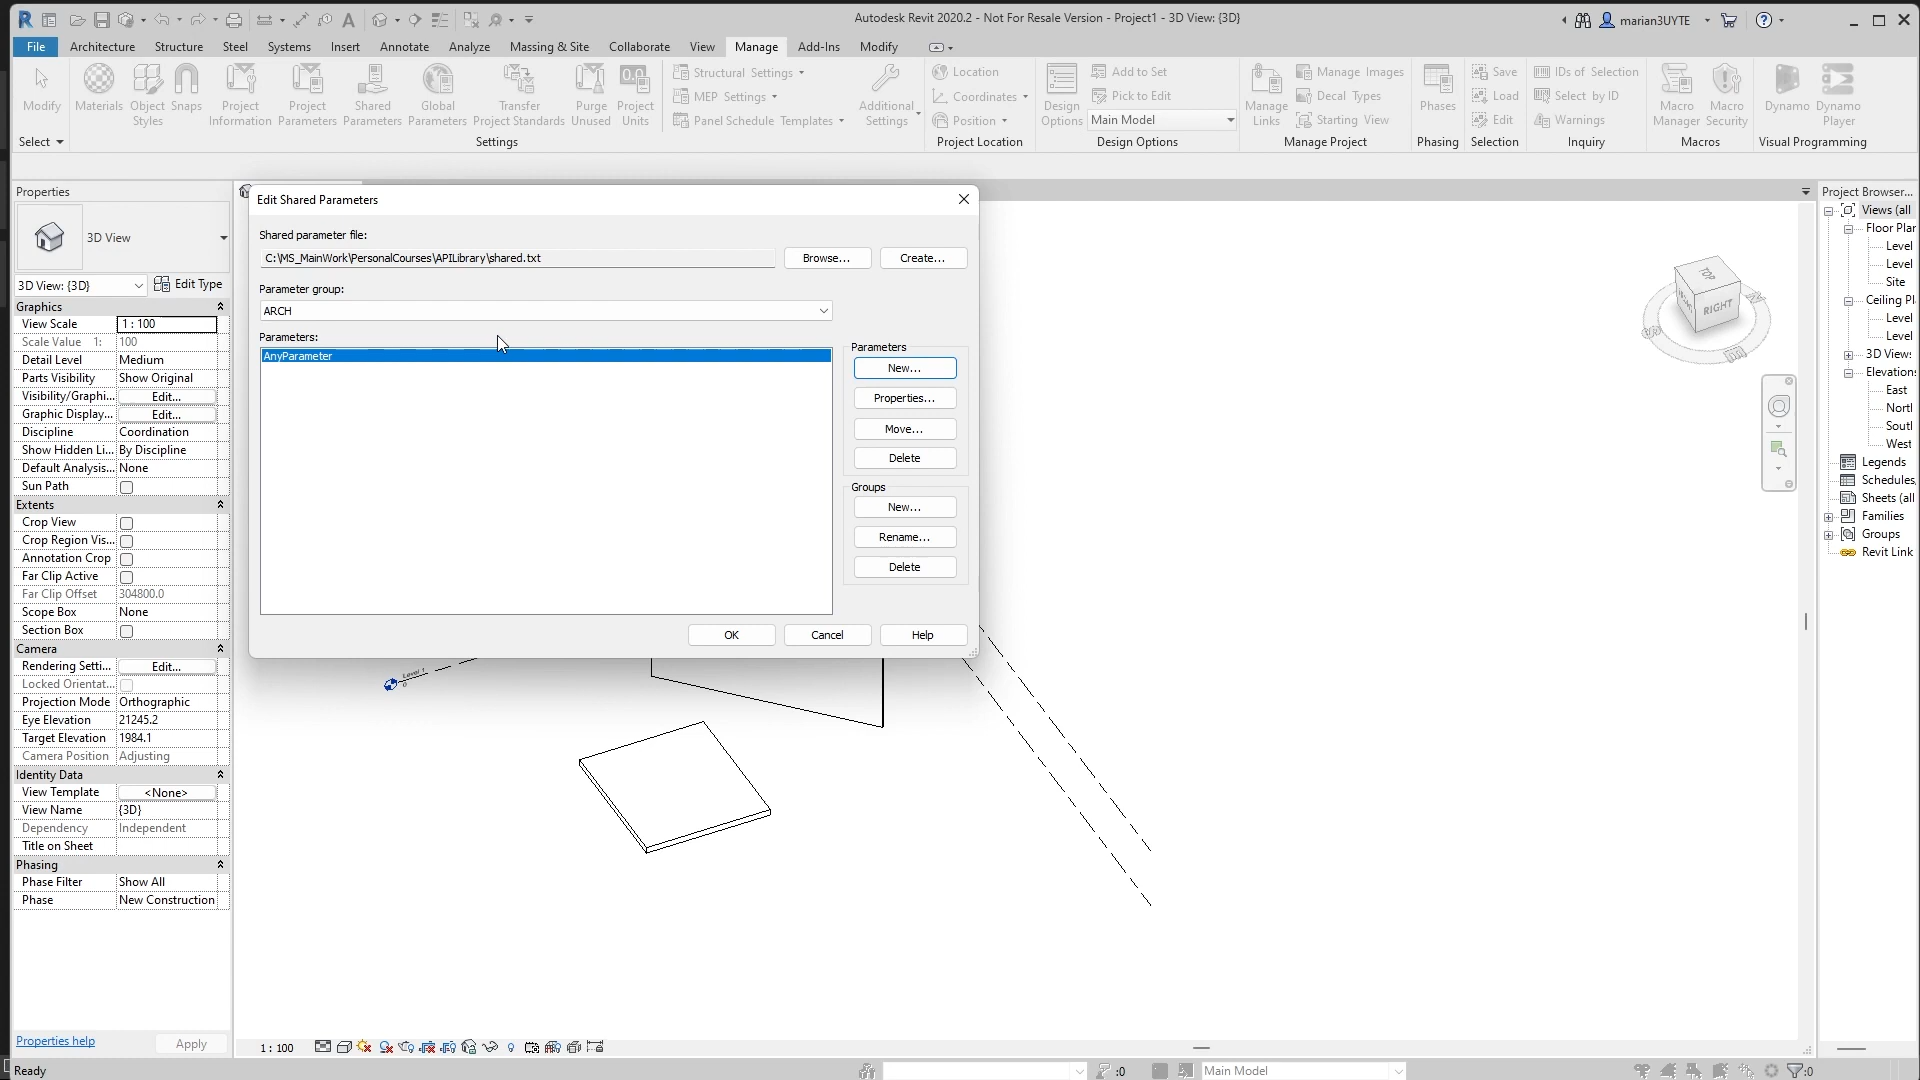 Autodesk Revit 2020.2 - Not For Resale Version - Project1 - 3D View: {3D}
marian3UYTE
File Architecture Structure Steel Systems Insert Annotate Analyze Massing & Site Collaborate View Manage Add-Ins Modify
Modify
Materials
Object Styles
Snaps
Project Information
Project Parameters
Shared Parameters
Global Parameters
Transfer Project Standards
Purge Unused
Project Units
Structural Settings
MEP Settings
Panel Schedule Templates
Additional Settings
Location
Coordinates
Position
Design Options
Add to Set
Pick to Edit
Main Model
Manage Links
Manage Images
Decal Types
Starting View
Phases
Save
Load
Edit
IDs of Selection
Select by ID
Warnings
Macro Manager
Macro Security
Dynamo
Dynamo Player
Select
Settings
Project Location
Design Options
Manage Project
Phasing
Selection
Inquiry
Macros
Visual Programming
Properties
3D View
3D View: {3D}
Edit Type
Graphics
View Scale 1 : 100
Scale Value 1: 100
Detail Level Medium
Parts Visibility Show Original
Visibility/Graphi... Edit...
Graphic Display... Edit...
Discipline Coordination
Show Hidden Li... By Discipline
Default Analysis... None
Sun Path
Extents
Crop View
Crop Region Vis...
Annotation Crop
Far Clip Active
Far Clip Offset 304800.0
Scope Box None
Section Box
Camera
Rendering Setti... Edit...
Locked Orientat...
Projection Mode Orthographic
Eye Elevation 21245.2
Target Elevation 1984.1
Camera Position Adjusting
Identity Data
View Template <None>
View Name {3D}
Dependency Independent
Title on Sheet
Phasing
Phase Filter Show All
Phase New Construction
Properties help
Apply
Edit Shared Parameters
Shared parameter file:
C:\MS_MainWork\PersonalCourses\APILibrary\shared.txt
Browse...
Create...
Parameter group:
ARCH
Parameters:
AnyParameter
Parameters
New...
Properties...
Move...
Delete
Groups
New...
Rename...
Delete
OK
Cancel
Help
Level 1
0
TOP
RIGHT
Project Browser...
Views (all
Floor Plan
Level
Level
Site
Ceiling Pl
Level
Level
3D Views
Elevations
East
North
South
West
Legends
Schedules,
Sheets (all
Families
Groups
Revit Link
1 : 100
Ready
:0
Main Model
:0